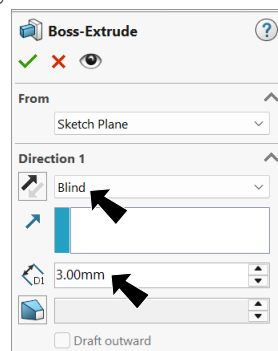 Boss-Extrude
?
From
Sketch Plane
Direction 1
Blind
D1
3.00mm
Draft outward